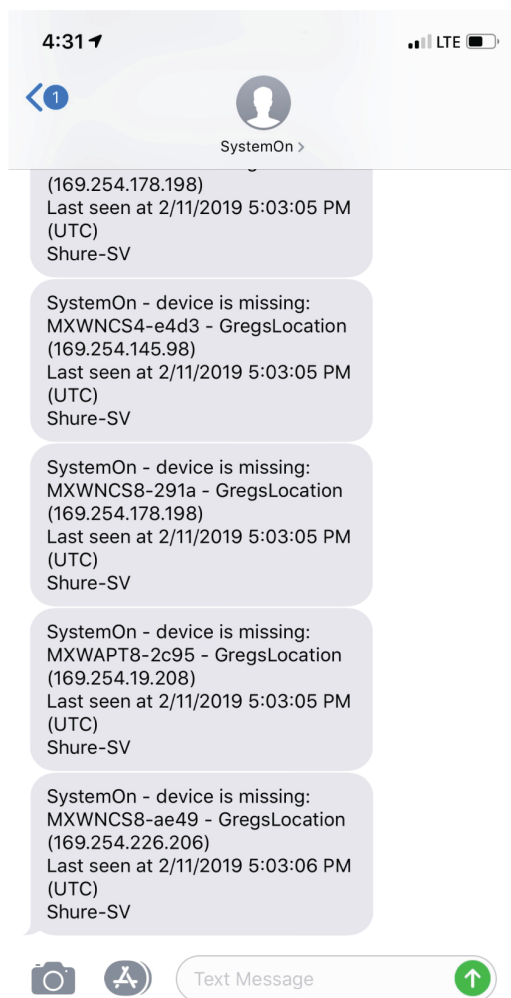 4:31
LTE
1
SystemOn >
(169.254.178.198)
Last seen at 2/11/2019 5:03:05 PM
(UTC)
Shure-SV
SystemOn - device is missing:
MXWNCS4-e4d3 - GregsLocation
(169.254.145.98)
Last seen at 2/11/2019 5:03:05 PM
(UTC)
Shure-SV
SystemOn - device is missing:
MXWNCS8-291a - GregsLocation
(169.254.178.198)
Last seen at 2/11/2019 5:03:05 PM
(UTC)
Shure-SV
SystemOn - device is missing:
MXWAPT8-2c95 - GregsLocation
(169.254.19.208)
Last seen at 2/11/2019 5:03:05 PM
(UTC)
Shure-SV
SystemOn - device is missing:
MXWNCS8-ae49 - GregsLocation
(169.254.226.206)
Last seen at 2/11/2019 5:03:06 PM
(UTC)
Shure-SV
Text Message